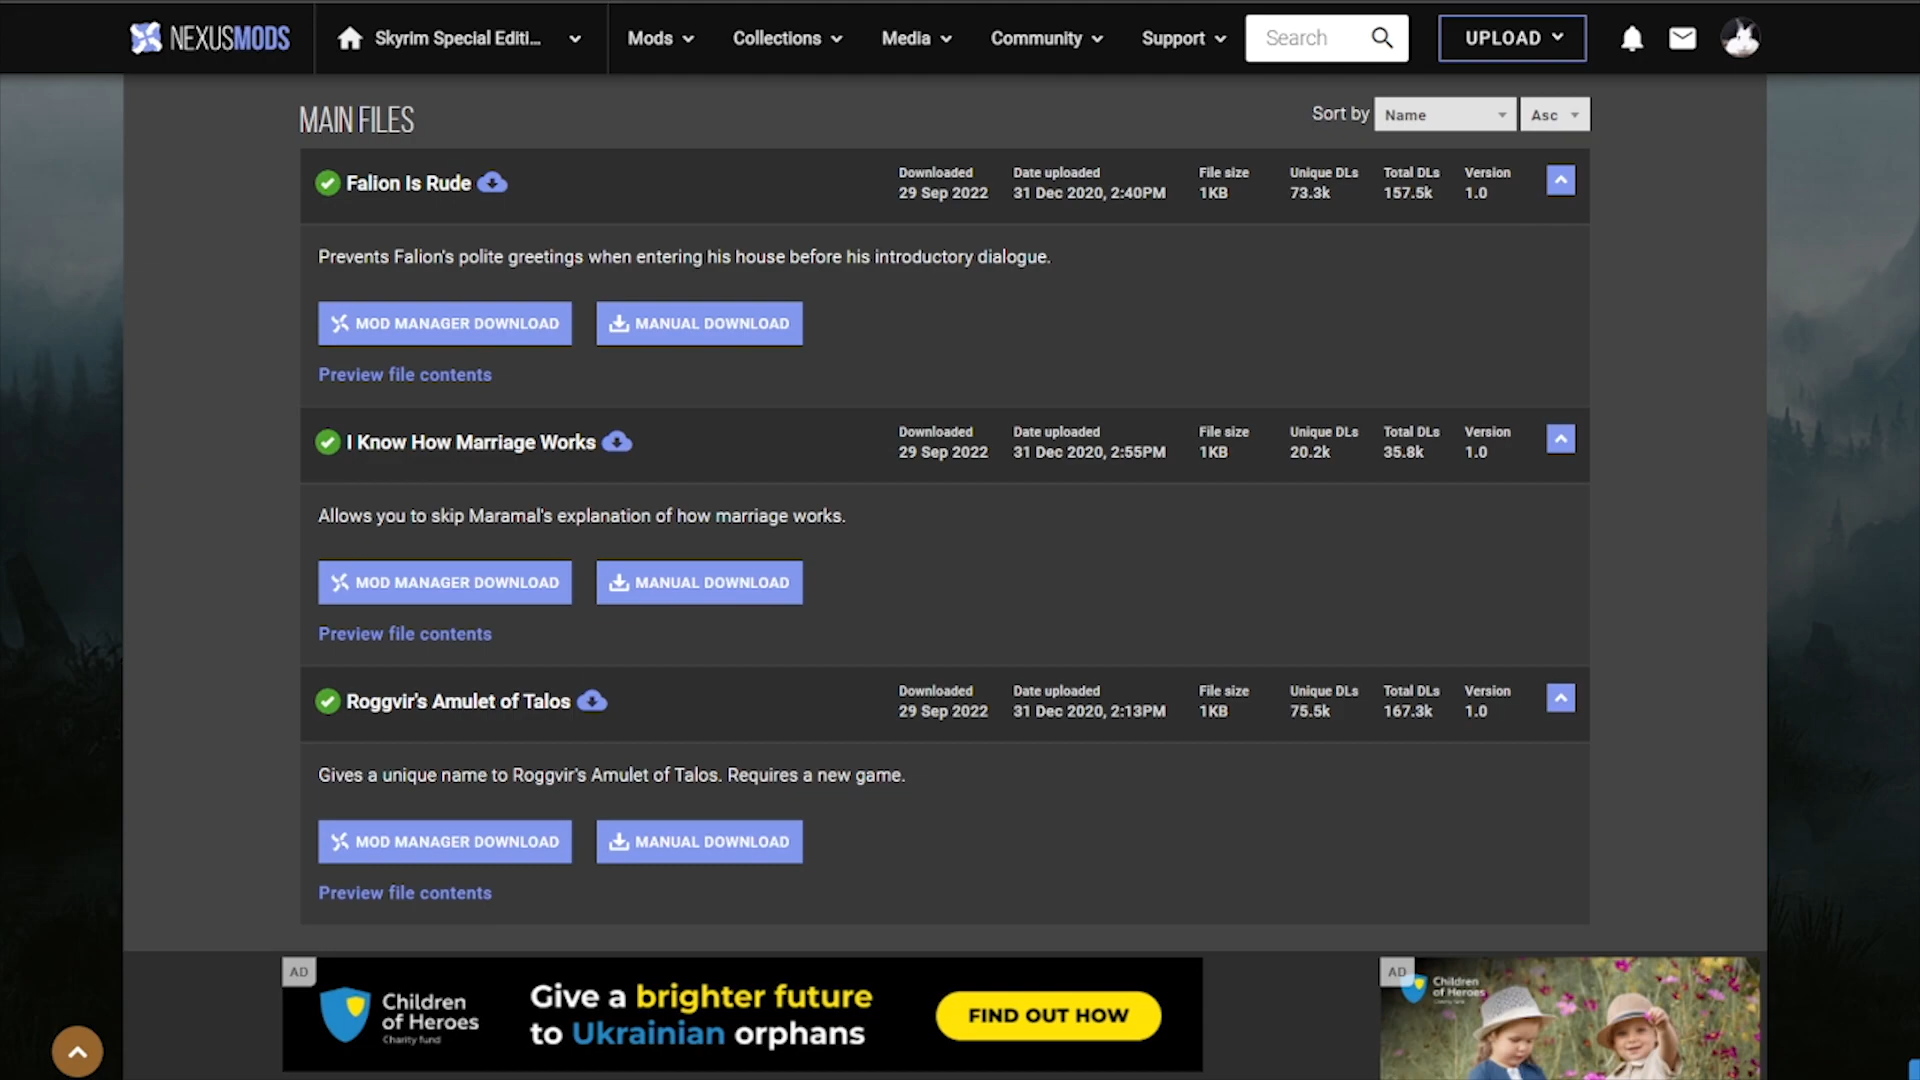 NEXUSMODS
Skyrim Special Editi...
Mods
Collections
Media
Community
Support
Search
UPLOAD
MAIN FILES
Sort by
Name
Asc
Falion Is Rude
Downloaded
29 Sep 2022
Date uploaded
31 Dec 2020, 2:40PM
File size
1KB
Unique DLs
73.3k
Total DLs
157.5k
Version
1.0
Prevents Falion's polite greetings when entering his house before his introductory dialogue.
MOD MANAGER DOWNLOAD
MANUAL DOWNLOAD
Preview file contents
I Know How Marriage Works
Downloaded
29 Sep 2022
Date uploaded
31 Dec 2020, 2:55PM
File size
1KB
Unique DLs
20.2k
Total DLs
35.8k
Version
1.0
Allows you to skip Maramal's explanation of how marriage works.
MOD MANAGER DOWNLOAD
MANUAL DOWNLOAD
Preview file contents
Roggvir's Amulet of Talos
Downloaded
29 Sep 2022
Date uploaded
31 Dec 2020, 2:13PM
File size
1KB
Unique DLs
75.5k
Total DLs
167.3k
Version
1.0
Gives a unique name to Roggvir's Amulet of Talos. Requires a new game.
MOD MANAGER DOWNLOAD
MANUAL DOWNLOAD
Preview file contents
AD
Children
of Heroes
Charity fund
Give a brighter future
to Ukrainian orphans
FIND OUT HOW
AD
Children
of Heroes
Charity fund